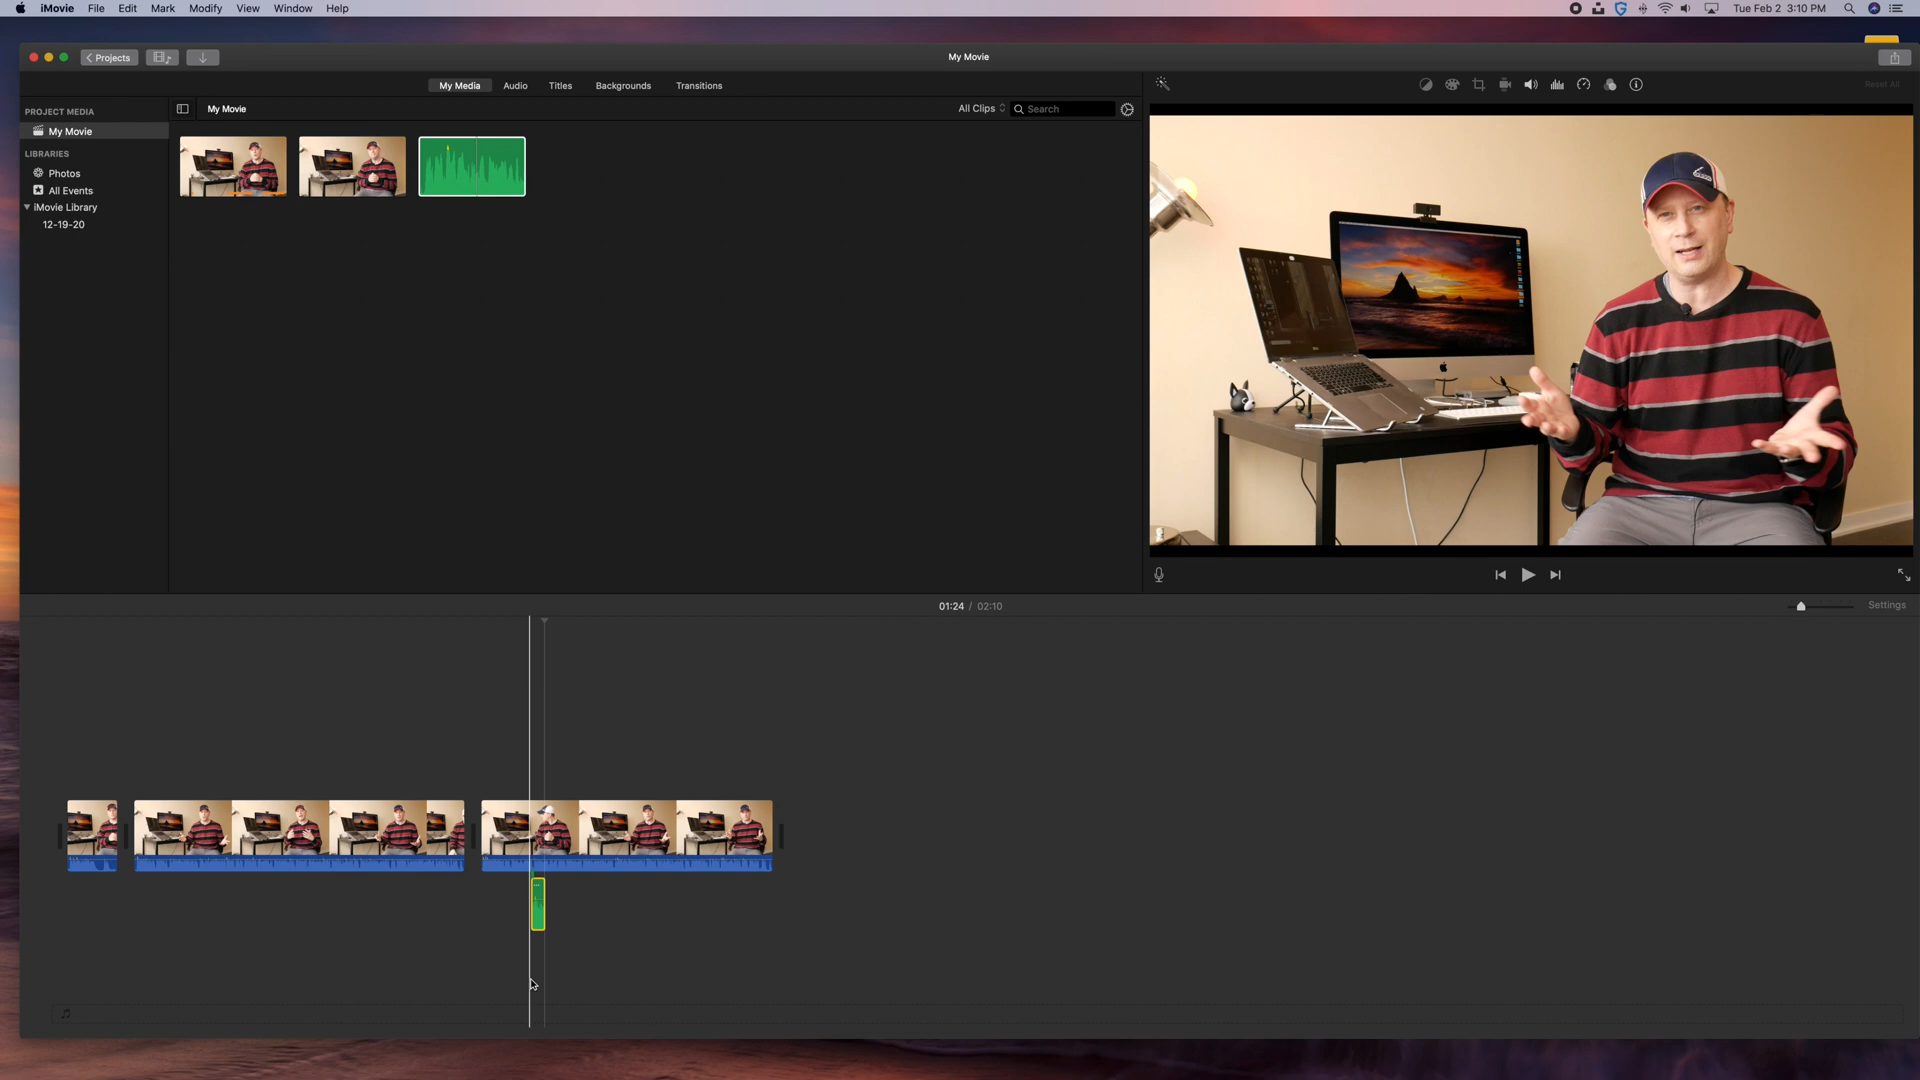 iMovie File Edit Mark Modify View Window Help
Tue Feb 2 3:10 PM
Projects
My Movie
My Media Audio Titles Backgrounds Transitions
Reset All
PROJECT MEDIA
My Movie
All Clips
Search
My Movie
LIBRARIES
Photos
All Events
iMovie Library
12-19-20
01:24 / 02:10
Settings